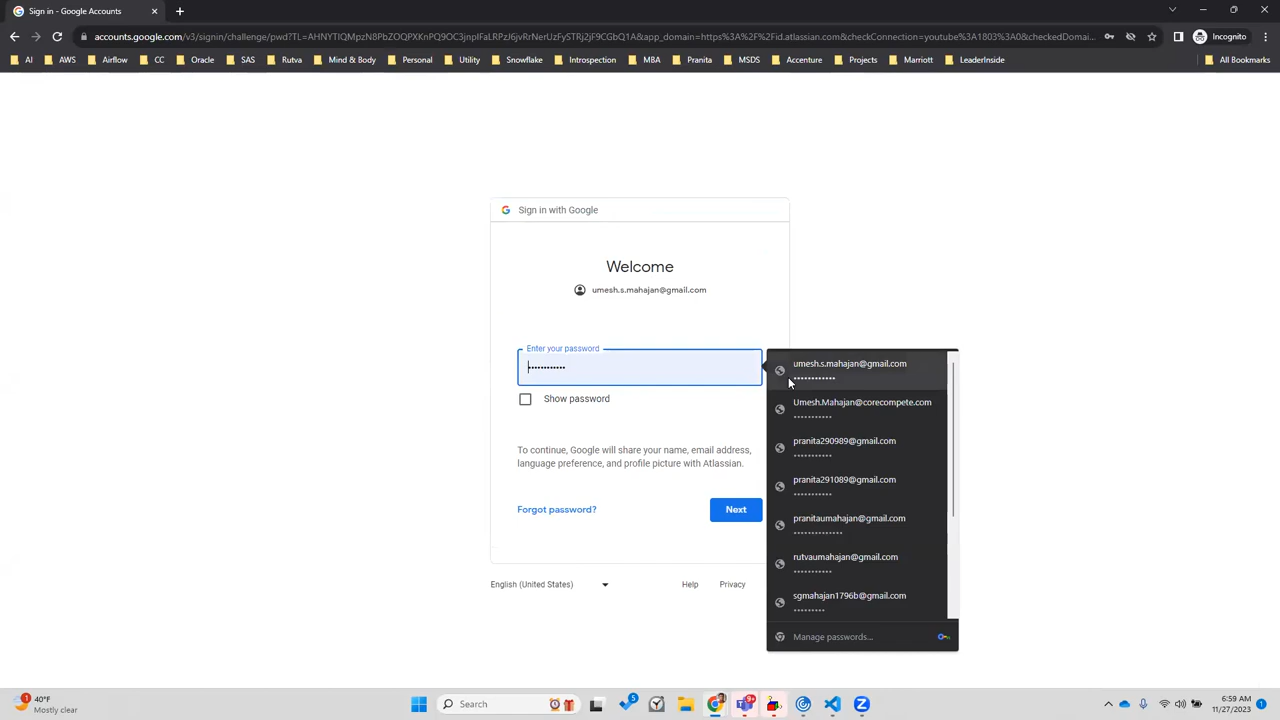 Sign in - Google Accounts
accounts.google.com/v3/signin/challenge/pwd?TL=AHNYTIQMpzN8PbZOQPXKnPQ9OC3jnpIFaLRPzJ6jvRrNerUzFySTRj2jF9CGbQ1A&app_domain=https%3A%2F%2Fid.atlassian.com&checkConnection=youtube%3A1803%3A0&checkedDomai...
Incognito
AI AWS Airflow CC Oracle SAS Rutva Mind & Body Personal Utility Snowflake Introspection MBA Pranita MSDS Accenture Projects Marriott LeaderInside All Bookmarks
Sign in with Google
Welcome
umesh.s.mahajan@gmail.com
Enter your password
••••••••••••
Show password
To continue, Google will share your name, email address,
language preference, and profile picture with Atlassian.
Forgot password?
Next
English (United States)
Help
Privacy
umesh.s.mahajan@gmail.com
••••••••••••
Umesh.Mahajan@corecompete.com
•••••••••••
pranita290989@gmail.com
•••••••••••
pranita291089@gmail.com
•••••••••••
pranitaumahajan@gmail.com
•••••••••••••
rutvaumahajan@gmail.com
•••••••••••
sgmahajan1796b@gmail.com
•••••••••
Manage passwords...
1
40°F
Mostly clear
Search
5
9+
6:59 AM
11/27/2023
1